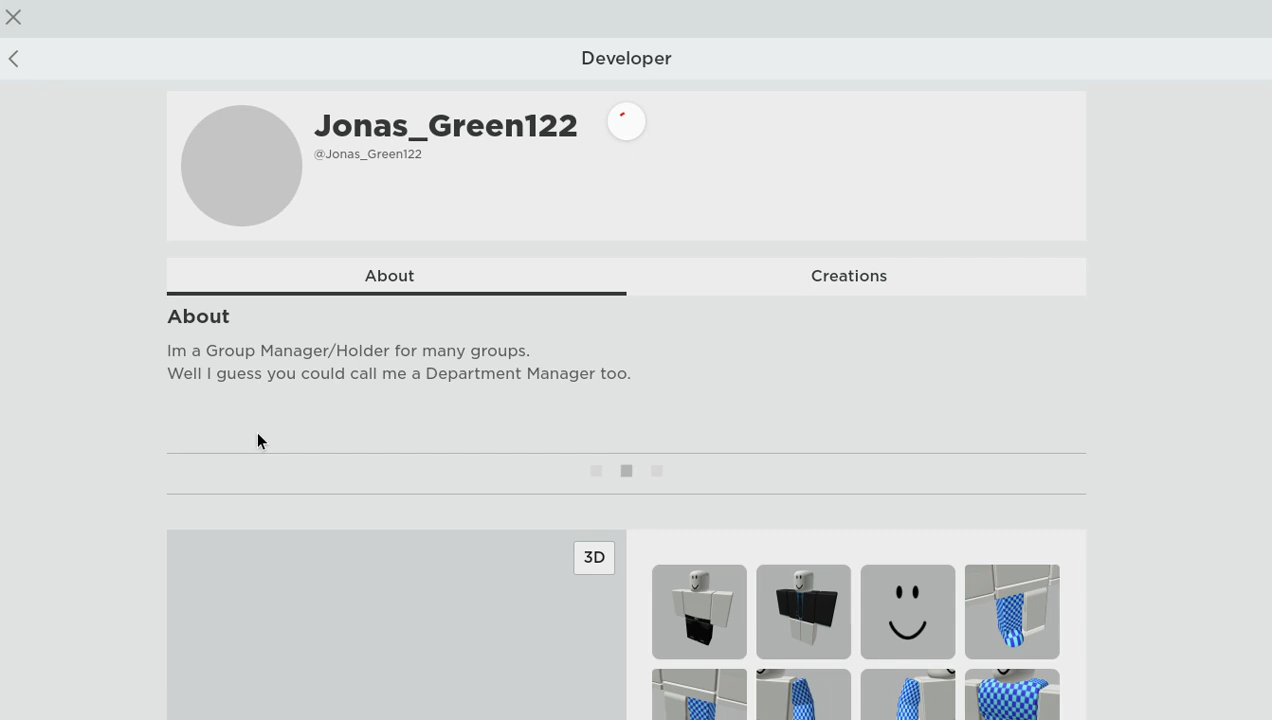 Developer
Jonas_Green122
@Jonas_Green122
About
Creations
About
Im a Group Manager/Holder for many groups.
Well I guess you could call me a Department Manager too.
3D